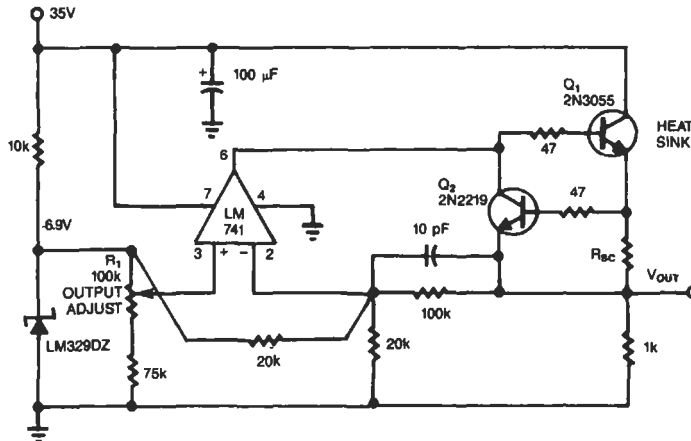 35V
+
100 µF
Q1
2N3055
HEAT
SINK
10k
47
6
Q2
2N2219
47
7
4
LM
741
-6.9V
10 pF
RSC
3
+
−
2
R1
100k
OUTPUT
ADJUST
VOUT
100k
LM329DZ
75k
20k
20k
1k